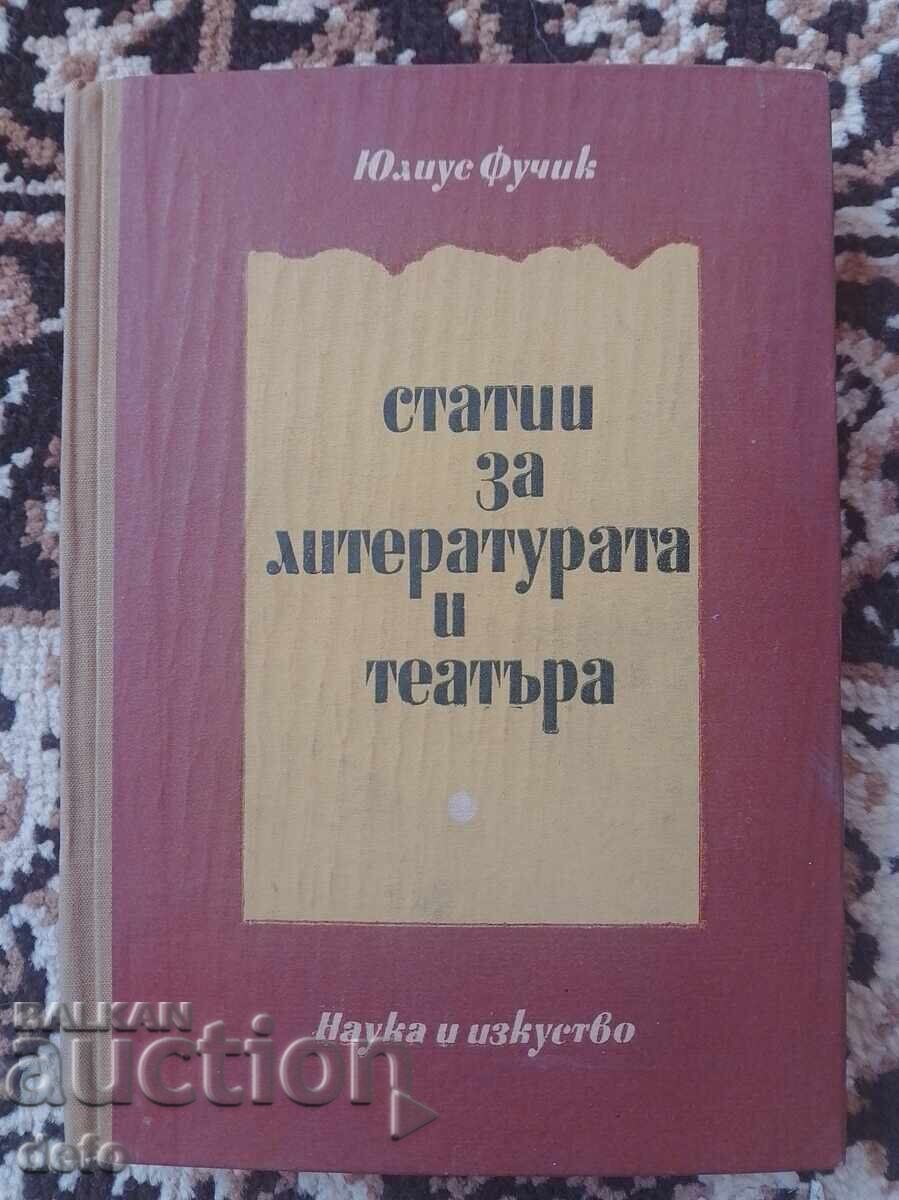 Юлиус Фучик
статии
за
литературата
и
театъра
Наука и изкуство
BALKAN
auction
defo